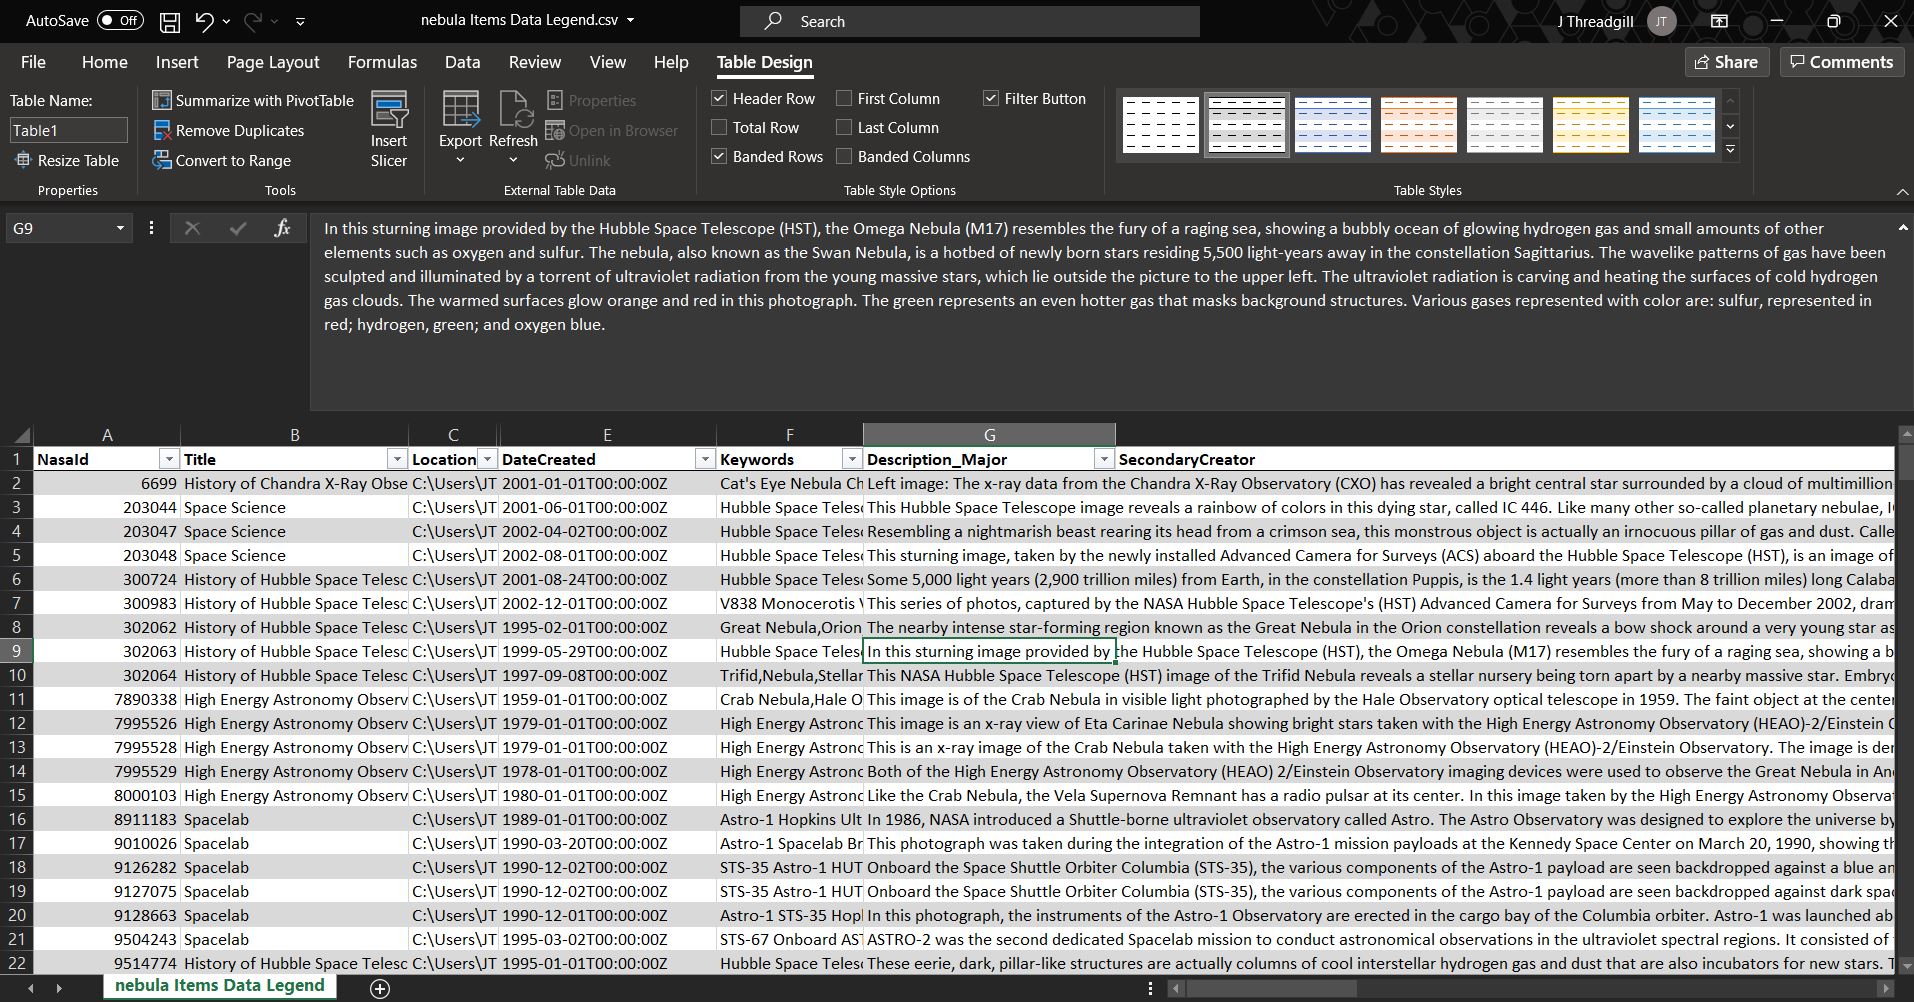 AutoSave Off nebula Items Data Legend.csv Search J Threadgill JT
File Home Insert Page Layout Formulas Data Review View Help Table Design Share Comments
Table Name:
Table1
Resize Table
Properties
Summarize with PivotTable
Remove Duplicates
Convert to Range
Insert
Slicer
Tools
Export Refresh
Properties
Open in Browser
Unlink
External Table Data
Header Row First Column Filter Button
Total Row Last Column
Banded Rows Banded Columns
Table Style Options
Table Styles
G9 fx
In this sturning image provided by the Hubble Space Telescope (HST), the Omega Nebula (M17) resembles the fury of a raging sea, showing a bubbly ocean of glowing hydrogen gas and small amounts of other
elements such as oxygen and sulfur. The nebula, also known as the Swan Nebula, is a hotbed of newly born stars residing 5,500 light-years away in the constellation Sagittarius. The wavelike patterns of gas have been
sculpted and illuminated by a torrent of ultraviolet radiation from the young massive stars, which lie outside the picture to the upper left. The ultraviolet radiation is carving and heating the surfaces of cold hydrogen
gas clouds. The warmed surfaces glow orange and red in this photograph. The green represents an even hotter gas that masks background structures. Various gases represented with color are: sulfur, represented in
red; hydrogen, green; and oxygen blue.
A B C E F G
1 NasaId Title Location DateCreated Keywords Description_Major SecondaryCreator
2 6699 History of Chandra X-Ray Obse C:\Users\JT 2001-01-01T00:00:00Z Cat's Eye Nebula Ch Left image: The x-ray data from the Chandra X-Ray Observatory (CXO) has revealed a bright central star surrounded by a cloud of multimillion
3 203044 Space Science C:\Users\JT 2001-06-01T00:00:00Z Hubble Space Teles This Hubble Space Telescope image reveals a rainbow of colors in this dying star, called IC 446. Like many other so-called planetary nebulae, I
4 203047 Space Science C:\Users\JT 2002-04-02T00:00:00Z Hubble Space Teles Resembling a nightmarish beast rearing its head from a crimson sea, this monstrous object is actually an irnocuous pillar of gas and dust. Calle
5 203048 Space Science C:\Users\JT 2002-08-01T00:00:00Z Hubble Space Teles This sturning image, taken by the newly installed Advanced Camera for Surveys (ACS) aboard the Hubble Space Telescope (HST), is an image of
6 300724 History of Hubble Space Telesc C:\Users\JT 2001-08-24T00:00:00Z Hubble Space Teles Some 5,000 light years (2,900 trillion miles) from Earth, in the constellation Puppis, is the 1.4 light years (more than 8 trillion miles) long Calaba
7 300983 History of Hubble Space Telesc C:\Users\JT 2002-12-01T00:00:00Z V838 Monocerotis This series of photos, captured by the NASA Hubble Space Telescope's (HST) Advanced Camera for Surveys from May to December 2002, dram
8 302062 History of Hubble Space Telesc C:\Users\JT 1995-02-01T00:00:00Z Great Nebula,Orion The nearby intense star-forming region known as the Great Nebula in the Orion constellation reveals a bow shock around a very young star as
9 302063 History of Hubble Space Telesc C:\Users\JT 1999-05-29T00:00:00Z Hubble Space Teles In this sturning image provided by the Hubble Space Telescope (HST), the Omega Nebula (M17) resembles the fury of a raging sea, showing a b
10 302064 History of Hubble Space Telesc C:\Users\JT 1997-09-08T00:00:00Z Trifid,Nebula,Stellar This NASA Hubble Space Telescope (HST) image of the Trifid Nebula reveals a stellar nursery being torn apart by a nearby massive star. Embryo
11 7890338 High Energy Astronomy Observ C:\Users\JT 1959-01-01T00:00:00Z Crab Nebula,Hale O This image is of the Crab Nebula in visible light photographed by the Hale Observatory optical telescope in 1959. The faint object at the center
12 7995526 High Energy Astronomy Observ C:\Users\JT 1979-01-01T00:00:00Z High Energy Astronc This image is an x-ray view of Eta Carinae Nebula showing bright stars taken with the High Energy Astronomy Observatory (HEAO)-2/Einstein
13 7995528 High Energy Astronomy Observ C:\Users\JT 1979-01-01T00:00:00Z High Energy Astronc This is an x-ray image of the Crab Nebula taken with the High Energy Astronomy Observatory (HEAO)-2/Einstein Observatory. The image is der
14 7995529 High Energy Astronomy Observ C:\Users\JT 1978-01-01T00:00:00Z High Energy Astronc Both of the High Energy Astronomy Observatory (HEAO) 2/Einstein Observatory imaging devices were used to observe the Great Nebula in An
15 8000103 High Energy Astronomy Observ C:\Users\JT 1980-01-01T00:00:00Z High Energy Astronc Like the Crab Nebula, the Vela Supernova Remnant has a radio pulsar at its center. In this image taken by the High Energy Astronomy Observa
16 8911183 Spacelab C:\Users\JT 1989-01-01T00:00:00Z Astro-1 Hopkins Ult In 1986, NASA introduced a Shuttle-borne ultraviolet observatory called Astro. The Astro Observatory was designed to explore the universe by
17 9010026 Spacelab C:\Users\JT 1990-03-20T00:00:00Z Astro-1 Spacelab Br This photograph was taken during the integration of the Astro-1 mission payloads at the Kennedy Space Center on March 20, 1990, showing th
18 9126282 Spacelab C:\Users\JT 1990-12-02T00:00:00Z STS-35 Astro-1 HUT Onboard the Space Shuttle Orbiter Columbia (STS-35), the various components of the Astro-1 payload are seen backdropped against a blue an
19 9127075 Spacelab C:\Users\JT 1990-12-02T00:00:00Z STS-35 Astro-1 HUT Onboard the Space Shuttle Orbiter Columbia (STS-35), the various components of the Astro-1 payload are seen backdropped against dark spac
20 9128663 Spacelab C:\Users\JT 1990-12-01T00:00:00Z Astro-1 STS-35 Hop In this photograph, the instruments of the Astro-1 Observatory are erected in the cargo bay of the Columbia orbiter. Astro-1 was launched ab
21 9504243 Spacelab C:\Users\JT 1995-03-02T00:00:00Z STS-67 Onboard AST ASTRO-2 was the second dedicated Spacelab mission to conduct astronomical observations in the ultraviolet spectral regions. It consisted of
22 9514774 History of Hubble Space Telesc C:\Users\JT 1995-01-01T00:00:00Z Hubble Space Teles These eerie, dark, pillar-like structures are actually columns of cool interstellar hydrogen gas and dust that are also incubators for new stars. T
nebula Items Data Legend